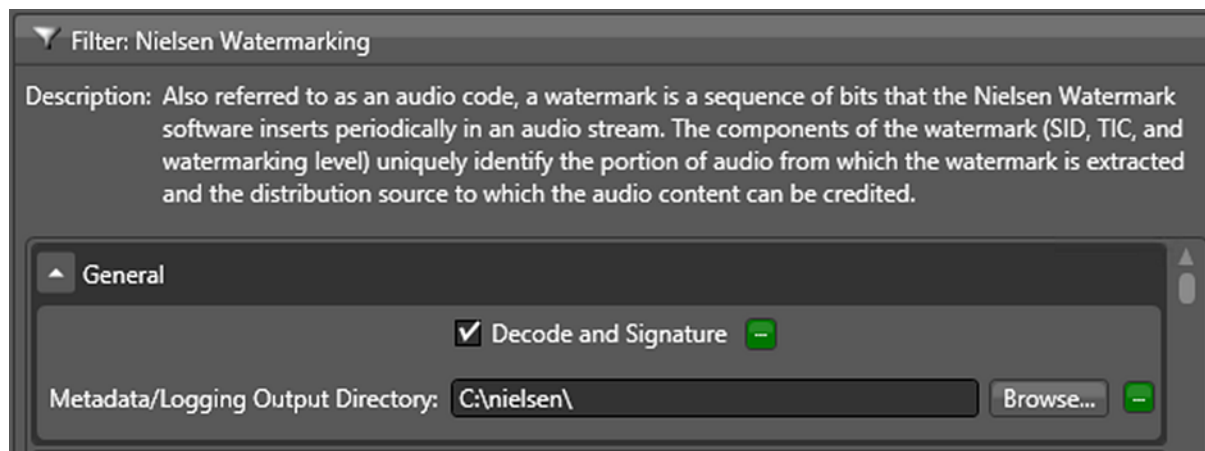 Filter: Nielsen Watermarking
Description: Also referred to as an audio code, a watermark is a sequence of bits that the Nielsen Watermark
software inserts periodically in an audio stream. The components of the watermark (SID, TIC, and
watermarking level) uniquely identify the portion of audio from which the watermark is extracted
and the distribution source to which the audio content can be credited.
General
Decode and Signature
Metadata/Logging Output Directory: C:\nielsen\ Browse...